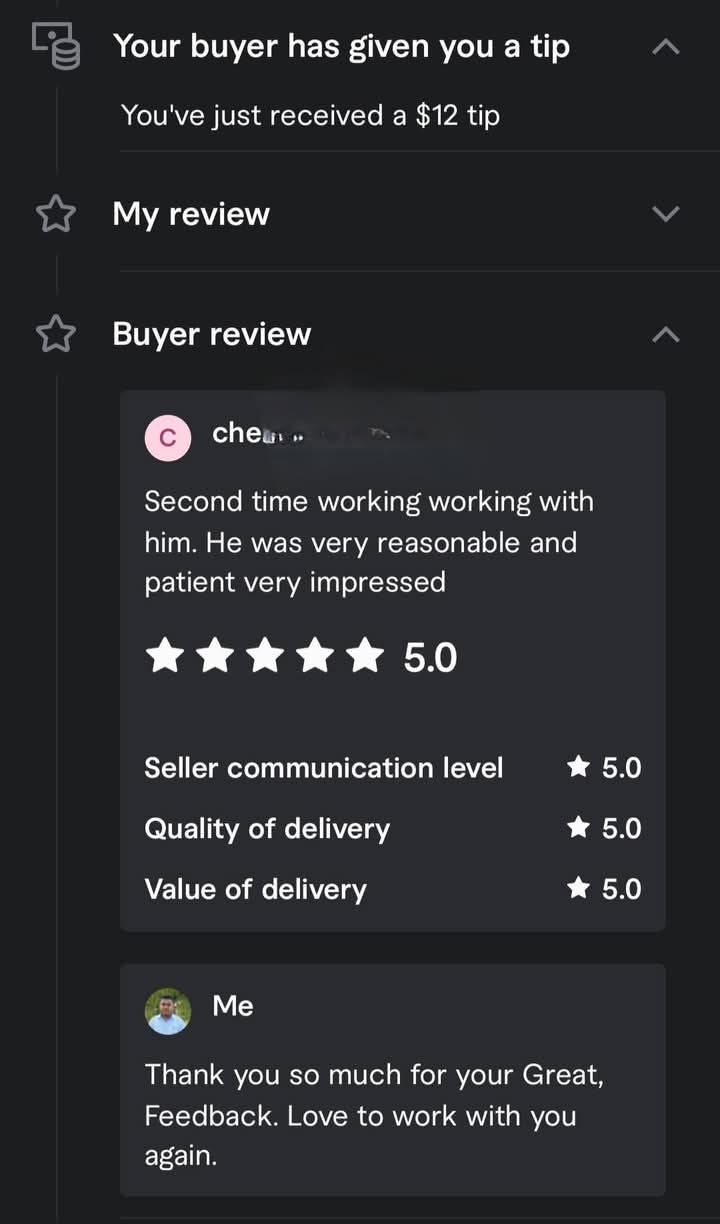 Your buyer has given you a tip
You've just received a $12 tip
My review
Buyer review
C
Second time working working with
him. He was very reasonable and
patient very impressed
5.0
Seller communication level 5.0
Quality of delivery 5.0
Value of delivery 5.0
Me
Thank you so much for your Great,
Feedback. Love to work with you
again.